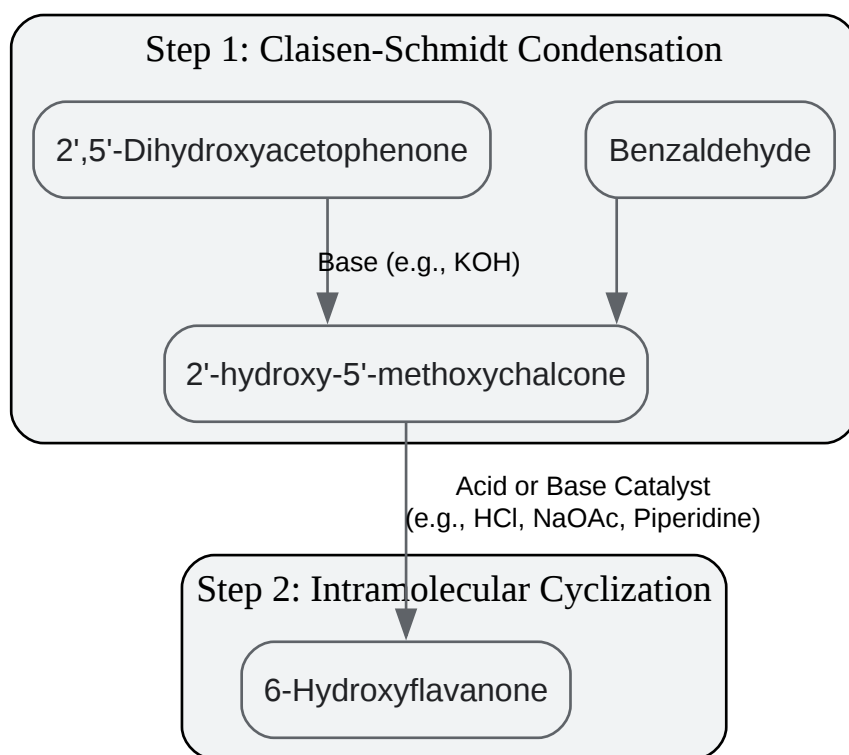 Step 1: Claisen-Schmidt Condensation
2',5'-Dihydroxyacetophenone
Benzaldehyde
Base (e.g., KOH)
2'-hydroxy-5'-methoxychalcone
Acid or Base Catalyst
(e.g., HCl, NaOAc, Piperidine)
Step 2: Intramolecular Cyclization
6-Hydroxyflavanone